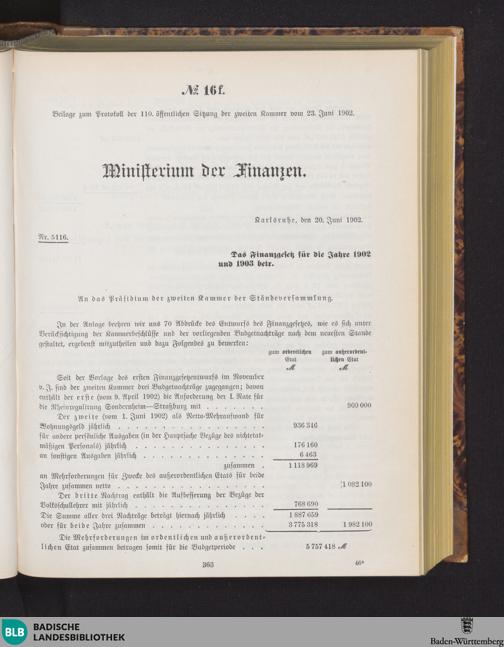 № 16f.
Beilage zum Protokoll der 110. öffentlichen Sitzung der zweiten Kammer vom 23. Juni 1902.
Ministerium der Finanzen.
Karlsruhe, den 20. Juni 1902.
Nr. 5116.
Das Finanzgesetz für die Jahre 1902
und 1903 betr.
An das Präsidium der zweiten Kammer der Ständeversammlung.
In der Anlage beehren wir uns 70 Abdrücke des Entwurfs des Finanzgesetzes, wie es sich unter
Berücksichtigung der Kammerbeschlüsse und der vorliegenden Budgetnachträge nach dem neuesten Stande
gestaltet, ergebenst mitzutheilen und dazu Folgendes zu bemerken:
zum ordentlichen zum außerordent-
Etat lichen Etat
ℳ ℳ
Seit der Vorlage des ersten Finanzgesetzentwurfs im November
v. J. sind der zweiten Kammer drei Budgetnachträge zugegangen; davon
enthält der erste (vom 9. April 1902) die Anforderung der I. Rate für
die Rheinregulirung Sondernheim—Straßburg mit . . . . . . . 900 000
Der zweite (vom 1. Juni 1902) als Netto-Mehraufwand für
Wohnungsgeld jährlich . . . . . . . . . . . . . . . . . 936 346
für andere persönliche Ausgaben (in der Hauptsache Bezüge des nichtetat-
mäßigen Personals) jährlich . . . . . . . . . . . . . . . 176 160
an sonstigen Ausgaben jährlich . . . . . . . . . . . . . . 6 463
zusammen . 1 118 969
an Mehrforderungen für Zwecke des außerordentlichen Etats für beide
Jahre zusammen netto . . . . . . . . . . . . . . . . . 1 082 100
Der dritte Nachtrag enthält die Aufbesserung der Bezüge der
Volksschullehrer mit jährlich . . . . . . . . . . . . . . . 768 690
Die Summe aller drei Nachträge beträgt hiernach jährlich . . . . 1 887 659
oder für beide Jahre zusammen . . . . . . . . . . . . . . 3 775 318 1 982 100
Die Mehrforderungen im ordentlichen und außerordent-
lichen Etat zusammen betragen somit für die Budgetperiode . . . 5 757 418 ℳ
363
46*
BLB
BADISCHE
LANDESBIBLIOTHEK
Baden-Württemberg